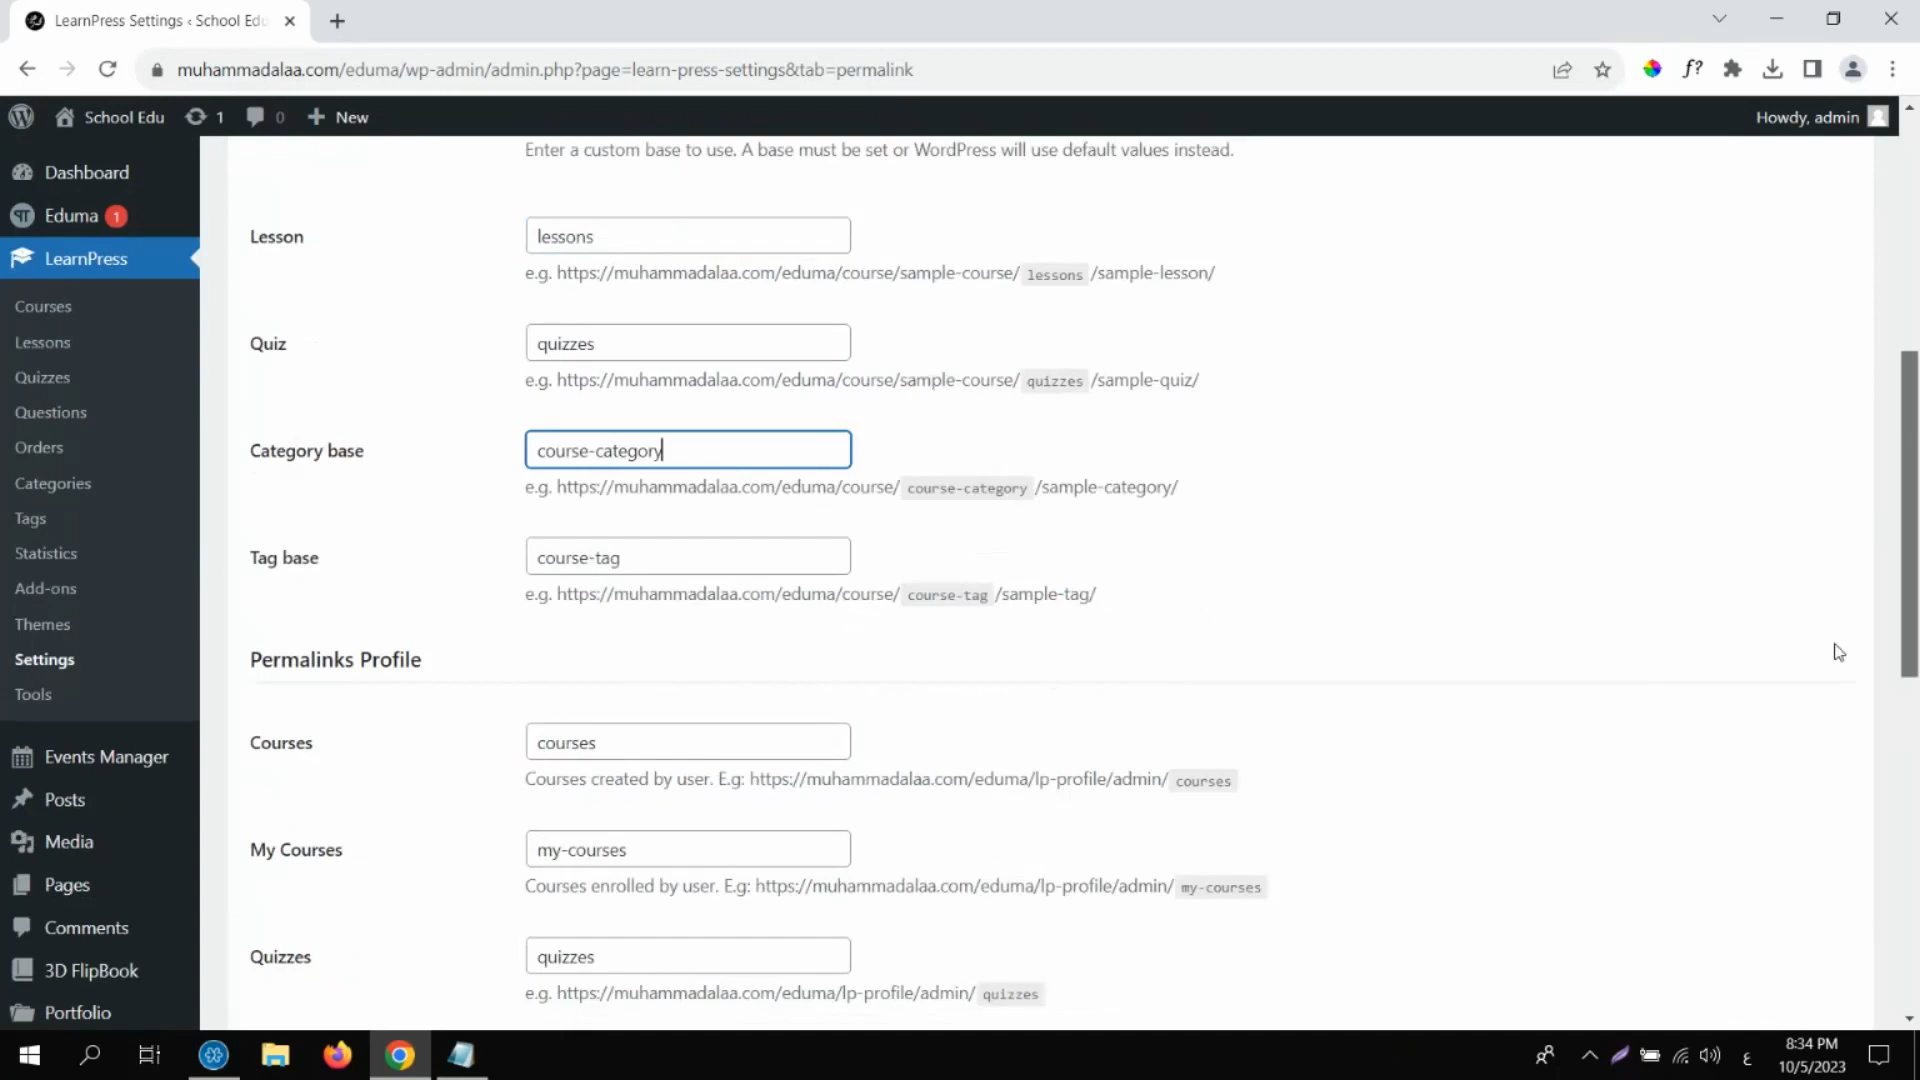 LearnPress Settings ‹ School Edu
muhammadalaa.com/eduma/wp-admin/admin.php?page=learn-press-settings&tab=permalink
f?
School Edu
1
0
New
Howdy, admin
Dashboard
Eduma 1
LearnPress
Courses
Lessons
Quizzes
Questions
Orders
Categories
Tags
Statistics
Add-ons
Themes
Settings
Tools
Events Manager
Posts
Media
Pages
Comments
3D FlipBook
Portfolio
Enter a custom base to use. A base must be set or WordPress will use default values instead.
Lesson
lessons
e.g. https://muhammadalaa.com/eduma/course/sample-course/ lessons /sample-lesson/
Quiz
quizzes
e.g. https://muhammadalaa.com/eduma/course/sample-course/ quizzes /sample-quiz/
Category base
course-category
e.g. https://muhammadalaa.com/eduma/course/ course-category /sample-category/
Tag base
course-tag
e.g. https://muhammadalaa.com/eduma/course/ course-tag /sample-tag/
Permalinks Profile
Courses
courses
Courses created by user. E.g: https://muhammadalaa.com/eduma/lp-profile/admin/ courses
My Courses
my-courses
Courses enrolled by user. E.g: https://muhammadalaa.com/eduma/lp-profile/admin/ my-courses
Quizzes
quizzes
e.g. https://muhammadalaa.com/eduma/lp-profile/admin/ quizzes
ع
8:34 PM
10/5/2023